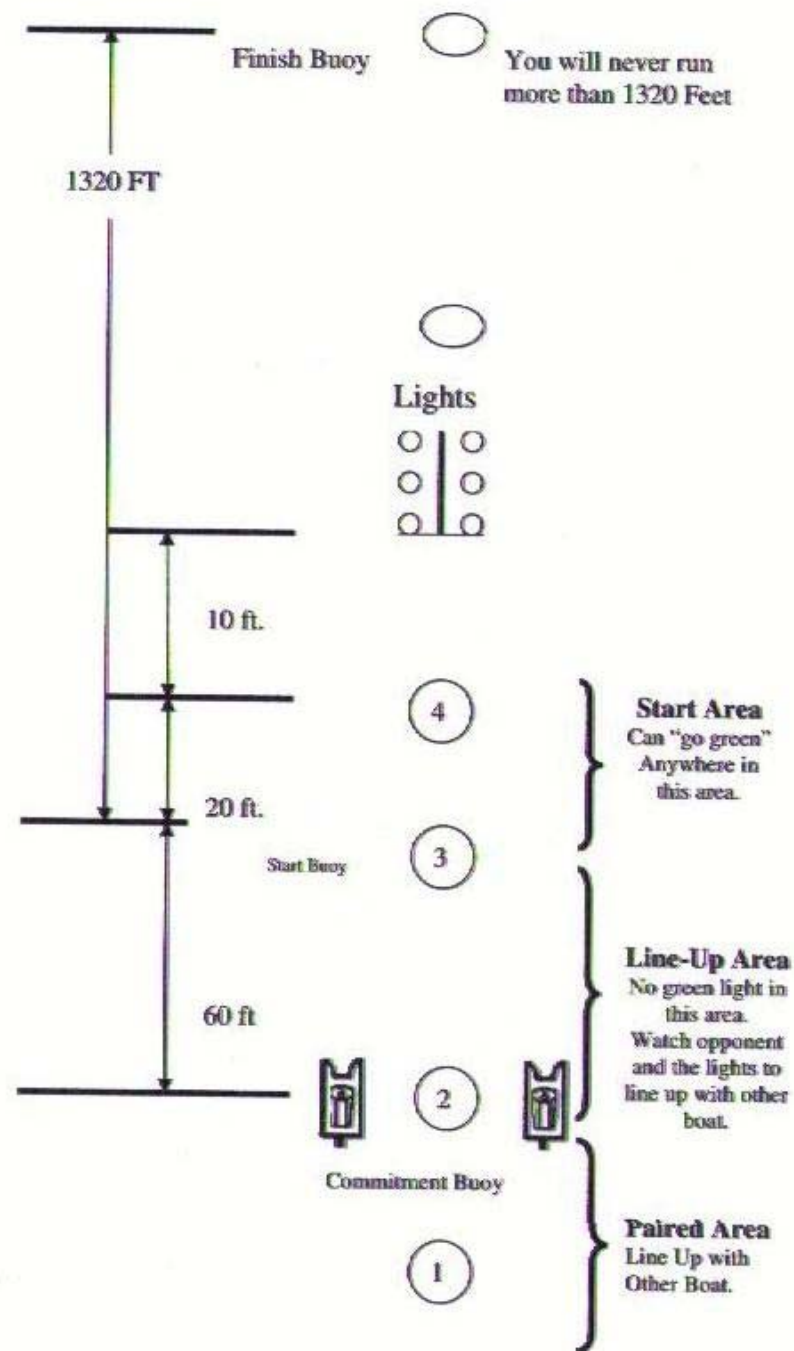 Finish Buoy
You will never run
more than 1320 Feet
1320 FT
Lights
10 ft.
4
Start Area
Can "go green"
Anywhere in
this area.
20 ft.
Start Buoy
3
Line-Up Area
No green light in
this area.
Watch opponent
and the lights to
line up with other
boat.
60 ft
2
Commitment Buoy
Paired Area
Line Up with
Other Boat.
1